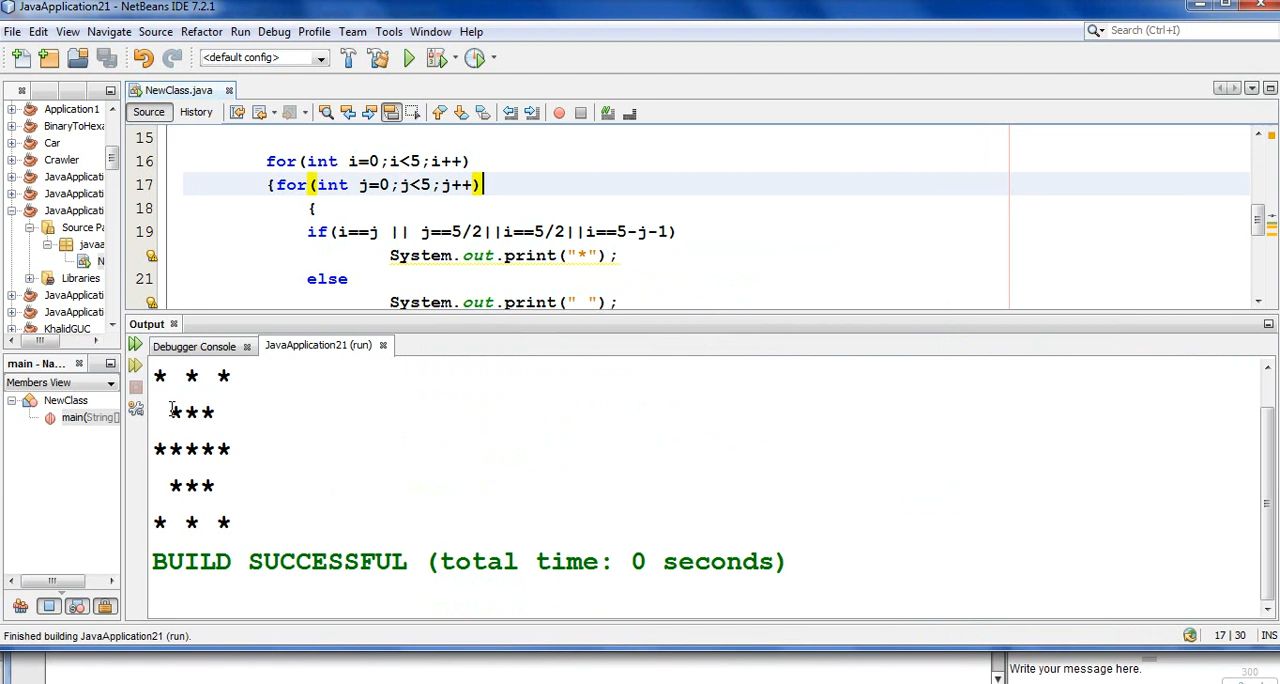 JavaApplication21 - NetBeans IDE 7.2.1
File Edit View Navigate Source Refactor Run Debug Profile Team Tools Window Help
Search (Ctrl+I)
<default config>
NewClass.java
Source History
Application1
BinaryToHexa
Car
Crawler
JavaApplicati
JavaApplicati
JavaApplicati
Source Pa
javaa
N
Libraries
JavaApplicati
JavaApplicati
KhalidGUC
15
16 for(int i=0;i<5;i++)
17 {for(int j=0;j<5;j++)
18 {
19 if(i==j || j==5/2||i==5/2||i==5-j-1)
System.out.print("*");
21 else
System.out.print(" ");
main - Na...
Members View
NewClass
main(String[]
Output
Debugger Console JavaApplication21 (run)
* * *
***
*****
***
* * *
BUILD SUCCESSFUL (total time: 0 seconds)
Finished building JavaApplication21 (run).
17 | 30 INS
Write your message here.
300